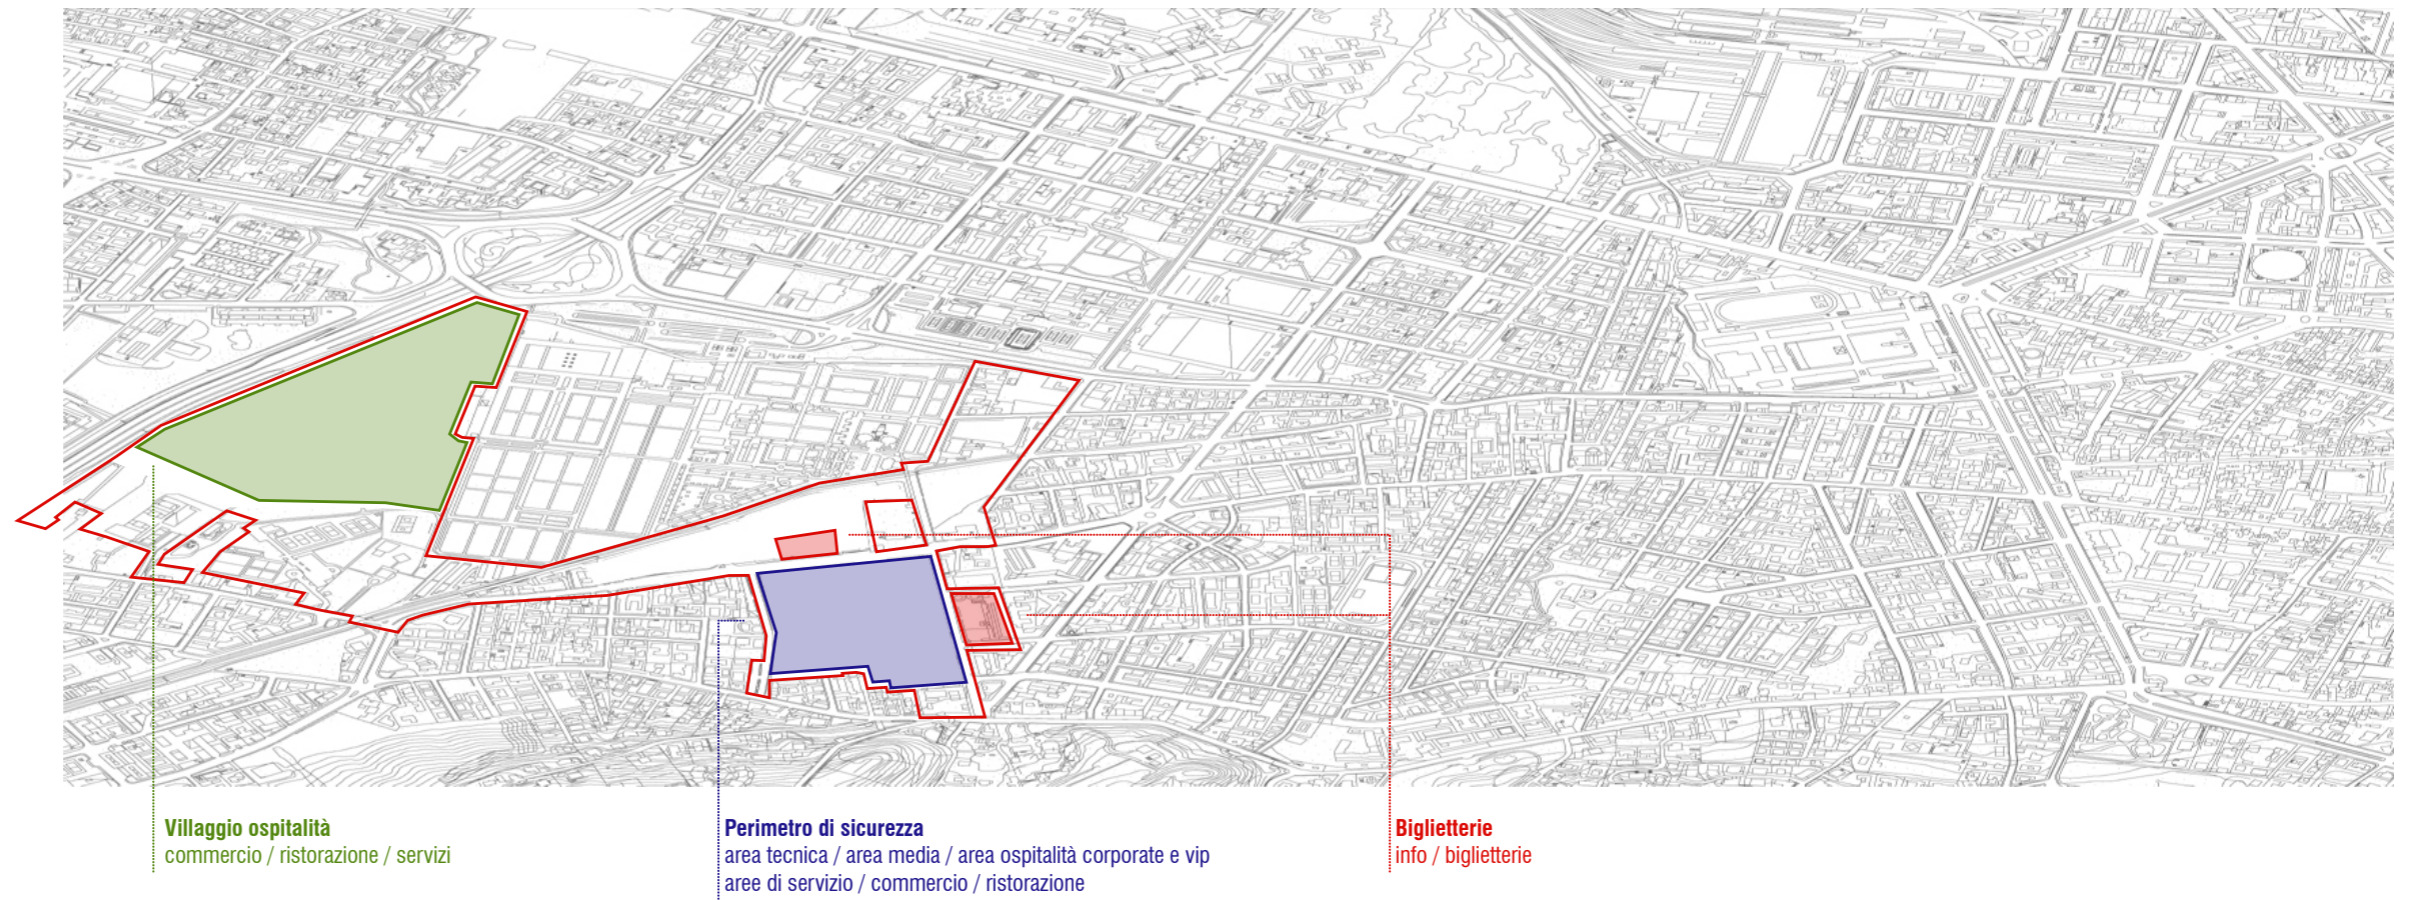 Villaggio ospitalità
commercio / ristorazione / servizi
Perimetro di sicurezza
area tecnica / area media / area ospitalità corporate e vip
aree di servizio / commercio / ristorazione
Biglietterie
info / biglietterie